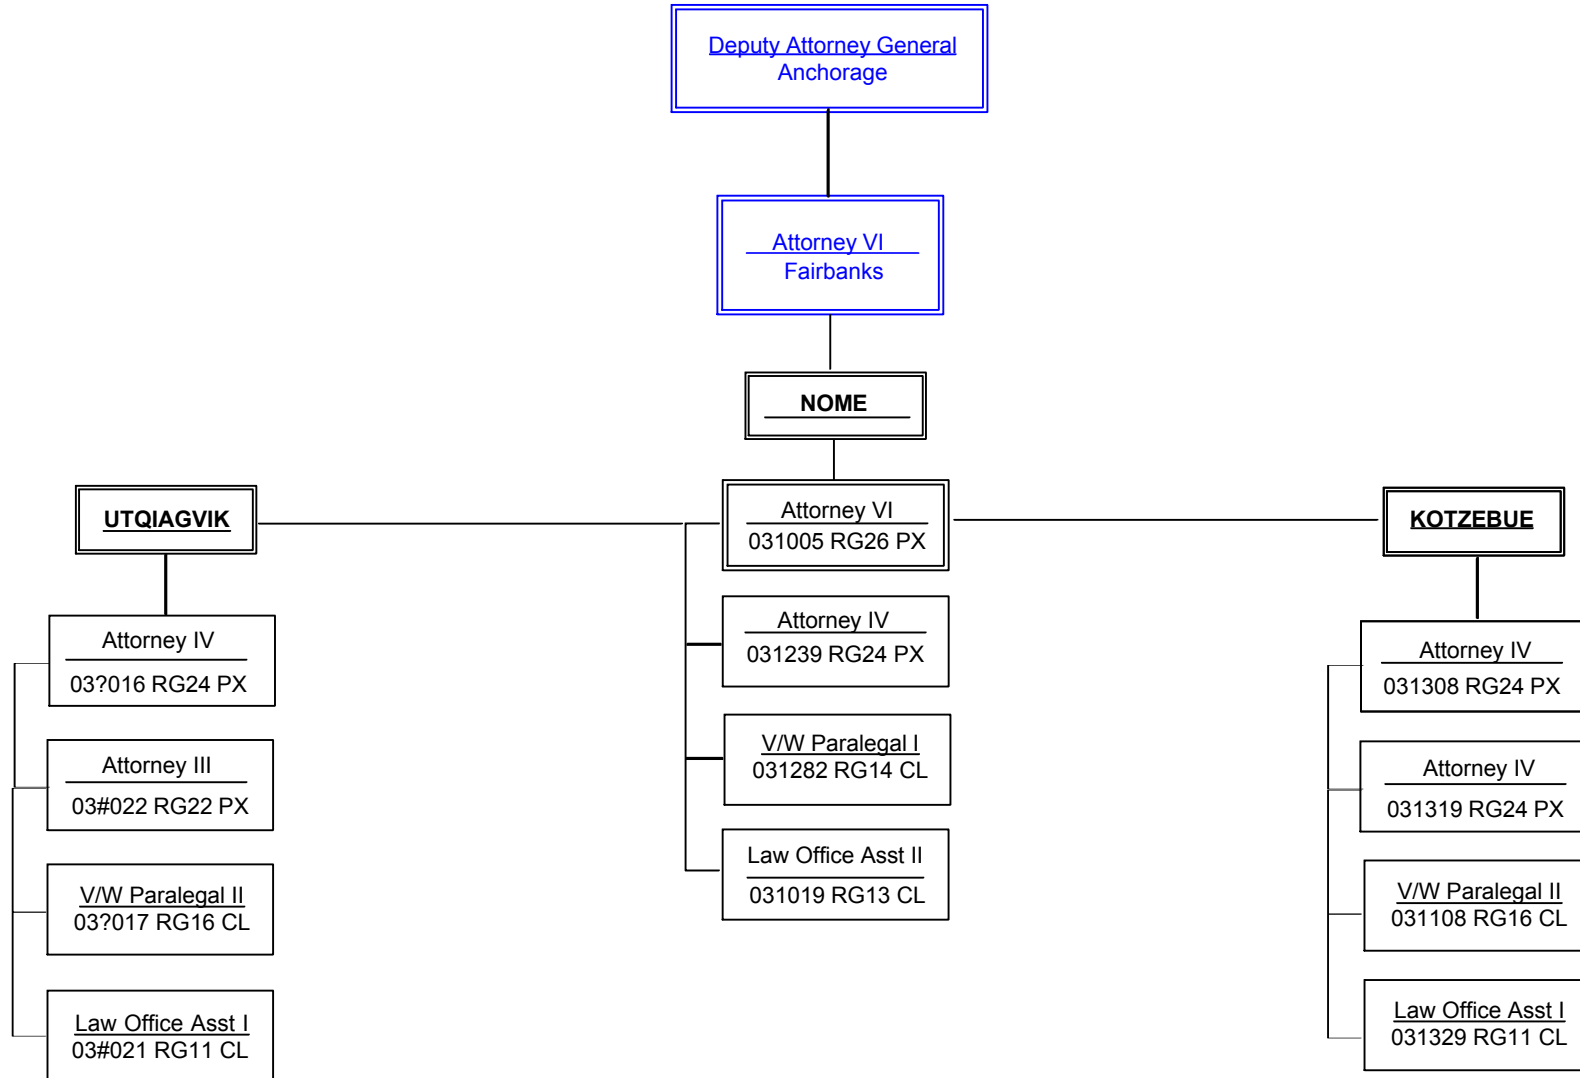 Deputy Attorney General
Anchorage
Attorney VI
Fairbanks
NOME
UTQIAGVIK
Attorney IV
03?016 RG24 PX
Attorney III
03#022 RG22 PX
V/W Paralegal II
03?017 RG16 CL
Law Office Asst I
03#021 RG11 CL
Attorney VI
031005 RG26 PX
Attorney IV
031239 RG24 PX
V/W Paralegal I
031282 RG14 CL
Law Office Asst II
031019 RG13 CL
KOTZEBUE
Attorney IV
031308 RG24 PX
Attorney IV
031319 RG24 PX
V/W Paralegal II
031108 RG16 CL
Law Office Asst I
031329 RG11 CL